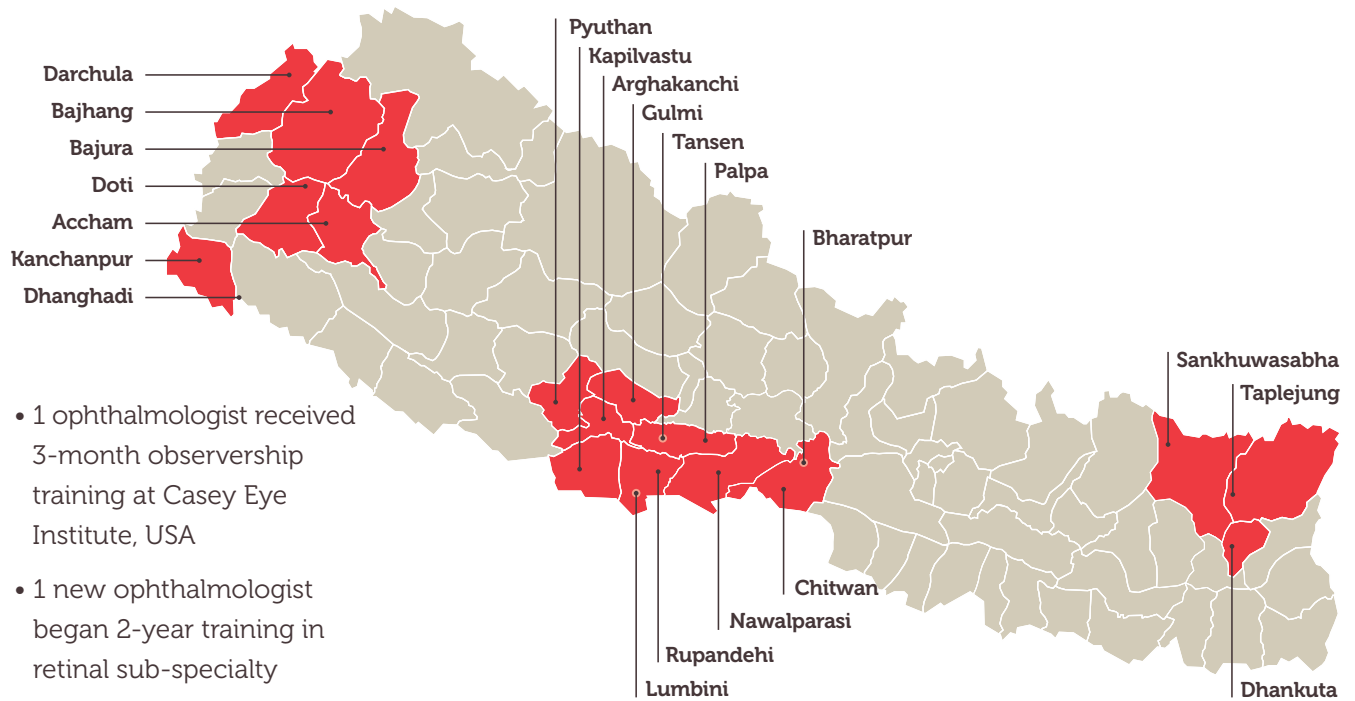 Darchula
Bajhang
Bajura
Doti
Accham
Kanchanpur
Dhanghadi
Pyuthan
Kapilvastu
Arghakanchi
Gulmi
Tansen
Palpa
Bharatpur
Sankhuwasabha
Taplejung
• 1 ophthalmologist received
3-month observership
training at Casey Eye
Institute, USA
• 1 new ophthalmologist
began 2-year training in
retinal sub-specialty
Chitwan
Nawalparasi
Rupandehi
Lumbini
Dhankuta